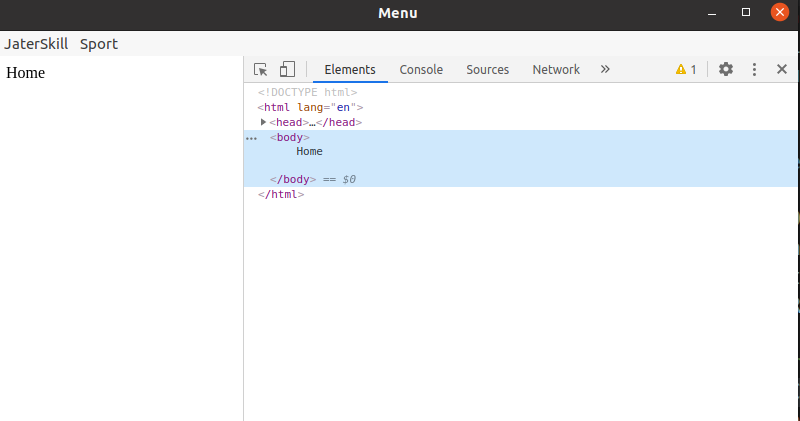 Menu
JaterSkill Sport
Home
Elements Console Sources Network » 1
<!DOCTYPE html>
<html lang="en">
<head>…</head>
<body>
Home
</body> == $0
</html>